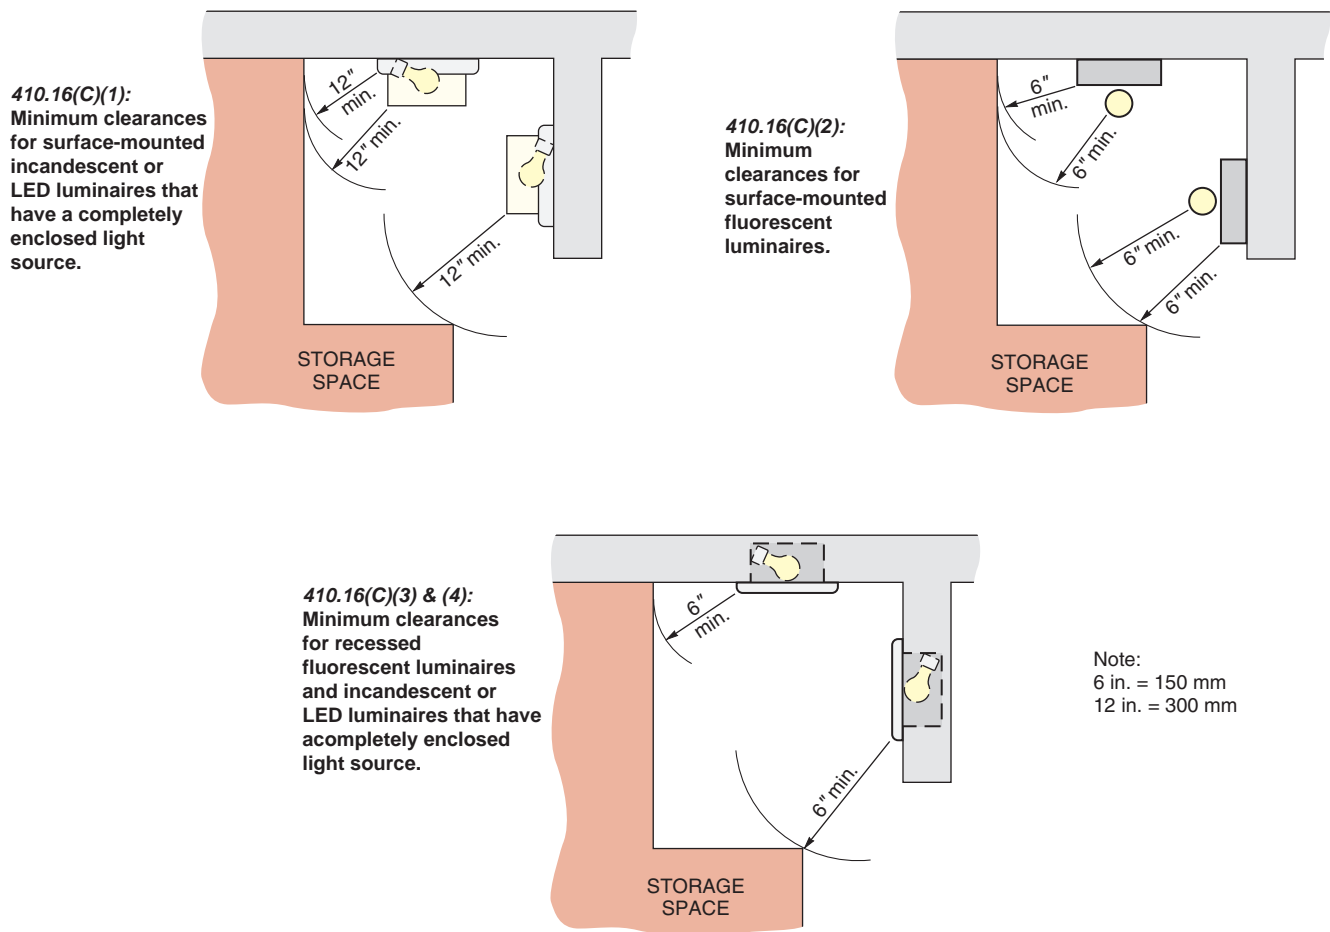 410.16(C)(1):
Minimum clearances
for surface-mounted
incandescent or
LED luminaires that
have a completely
enclosed light
source.
12″
min.
12″ min.
12″ min.
STORAGE
SPACE
410.16(C)(2):
Minimum
clearances for
surface-mounted
fluorescent
luminaires.
6″
min.
6″ min.
6″ min.
6″ min.
STORAGE
SPACE
410.16(C)(3) & (4):
Minimum clearances
for recessed
fluorescent luminaires
and incandescent or
LED luminaires that have
acompletely enclosed
light source.
6″
min.
6″ min.
STORAGE
SPACE
Note:
6 in. = 150 mm
12 in. = 300 mm